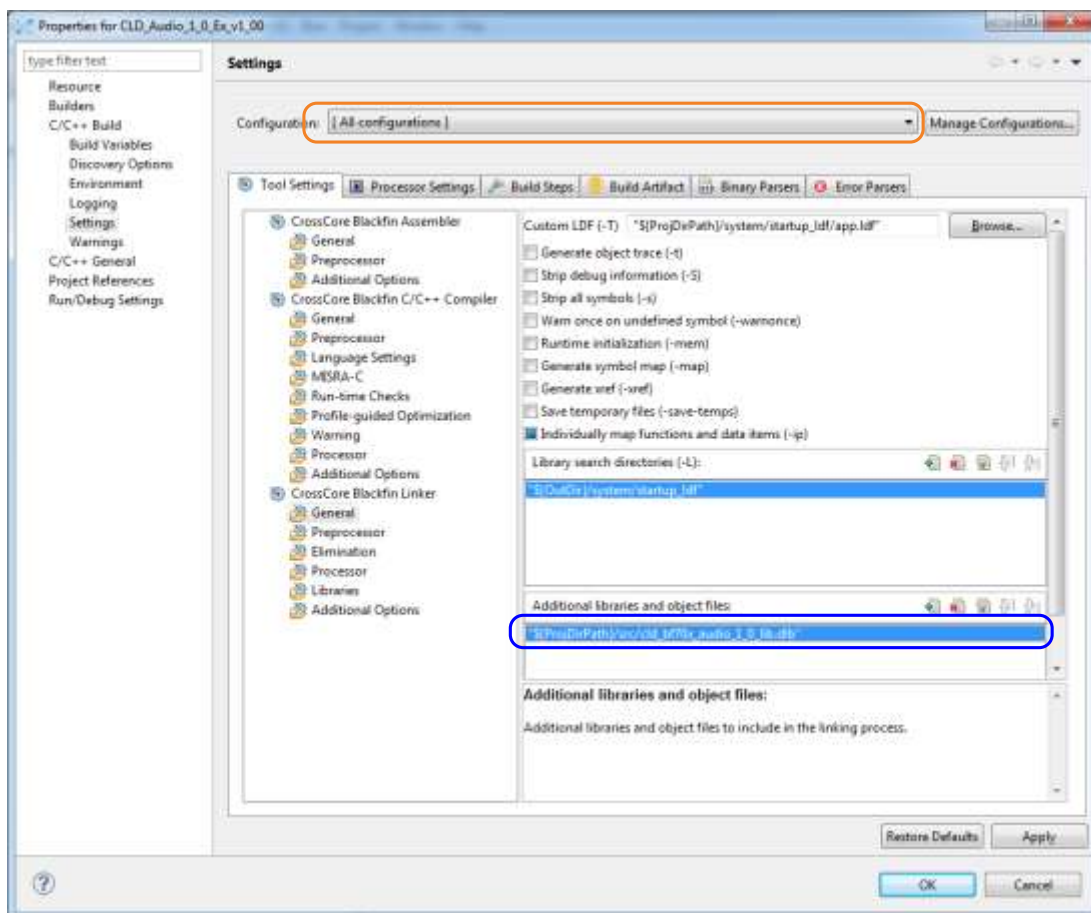 Properties for CLD_Audio_1_0_Ex_v1_00
type filter text
Resource
Builders
C/C++ Build
Build Variables
Discovery Options
Environment
Logging
Settings
Warnings
C/C++ General
Project References
Run/Debug Settings
Settings
Configuration: [ All configurations ]
Manage Configurations...
Tool Settings
Processor Settings
Build Steps
Build Artifact
Binary Parsers
Error Parsers
CrossCore Blackfin Assembler
General
Preprocessor
Additional Options
CrossCore Blackfin C/C++ Compiler
General
Preprocessor
Language Settings
MISRA-C
Run-time Checks
Profile-guided Optimization
Warning
Processor
Additional Options
CrossCore Blackfin Linker
General
Preprocessor
Elimination
Processor
Libraries
Additional Options
Custom LDF (-T) "${ProjDirPath}/system/startup_ldf/app.ldf"
Browse...
Generate object trace (-t)
Strip debug information (-S)
Strip all symbols (-s)
Warn once on undefined symbol (-warnonce)
Runtime initialization (-mem)
Generate symbol map (-map)
Generate xref (-xref)
Save temporary files (-save-temps)
Individually map functions and data items (-ip)
Library search directories (-L):
"${OutDir}/system/startup_ldf"
Additional libraries and object files:
"${ProjDirPath}/src/cld_bf70x_audio_1_0_lib.dlb"
Additional libraries and object files:
Additional libraries and object files to include in the linking process.
Restore Defaults
Apply
OK
Cancel